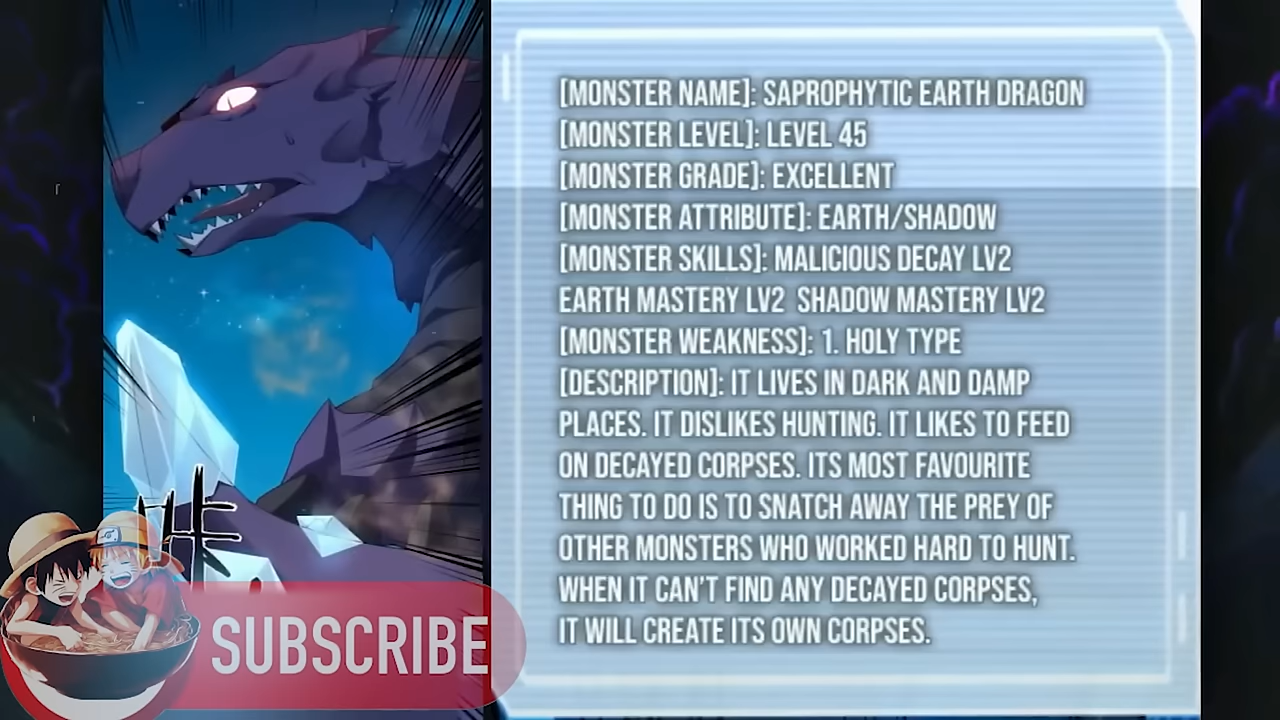 [MONSTER NAME]: SAPROPHYTIC EARTH DRAGON
[MONSTER LEVEL]: LEVEL 45
[MONSTER GRADE]: EXCELLENT
[MONSTER ATTRIBUTE]: EARTH/SHADOW
[MONSTER SKILLS]: MALICIOUS DECAY LV2
EARTH MASTERY LV2 SHADOW MASTERY LV2
[MONSTER WEAKNESS]: 1. HOLY TYPE
[DESCRIPTION]: IT LIVES IN DARK AND DAMP
PLACES. IT DISLIKES HUNTING. IT LIKES TO FEED
ON DECAYED CORPSES. ITS MOST FAVOURITE
THING TO DO IS TO SNATCH AWAY THE PREY OF
OTHER MONSTERS WHO WORKED HARD TO HUNT.
WHEN IT CAN'T FIND ANY DECAYED CORPSES,
IT WILL CREATE ITS OWN CORPSES.
SUBSCRIBE